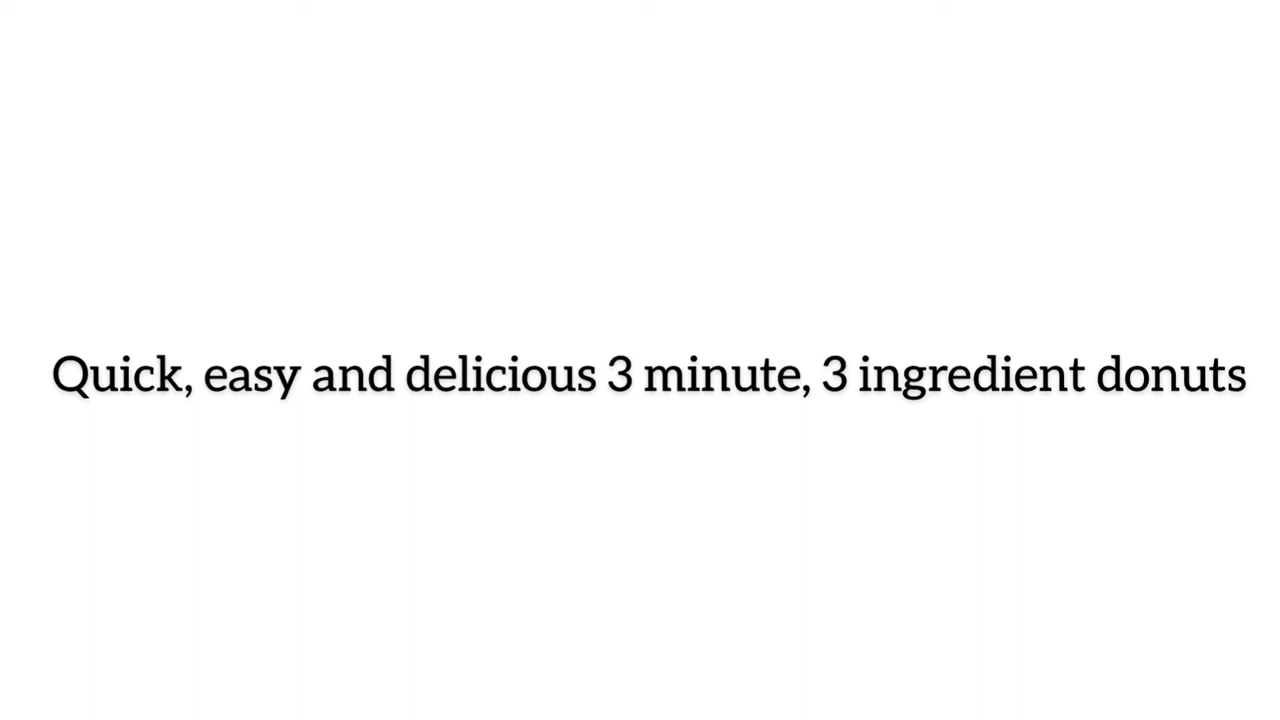 Quick, easy and delicious 3 minute, 3 ingredient donuts